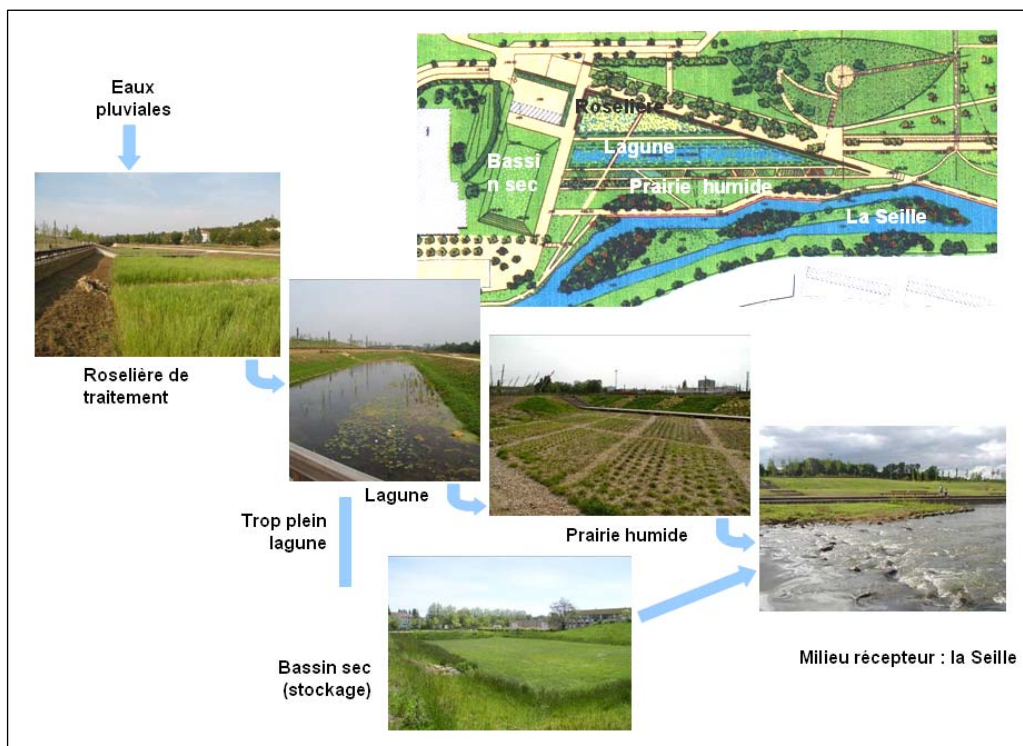 Eaux
pluviales
Roselière
Lagune
Bassi
n sec
Prairie humide
La Seille
Roselière de
traitement
Lagune
Trop plein
lagune
Prairie humide
Bassin sec
(stockage)
Milieu récepteur : la Seille